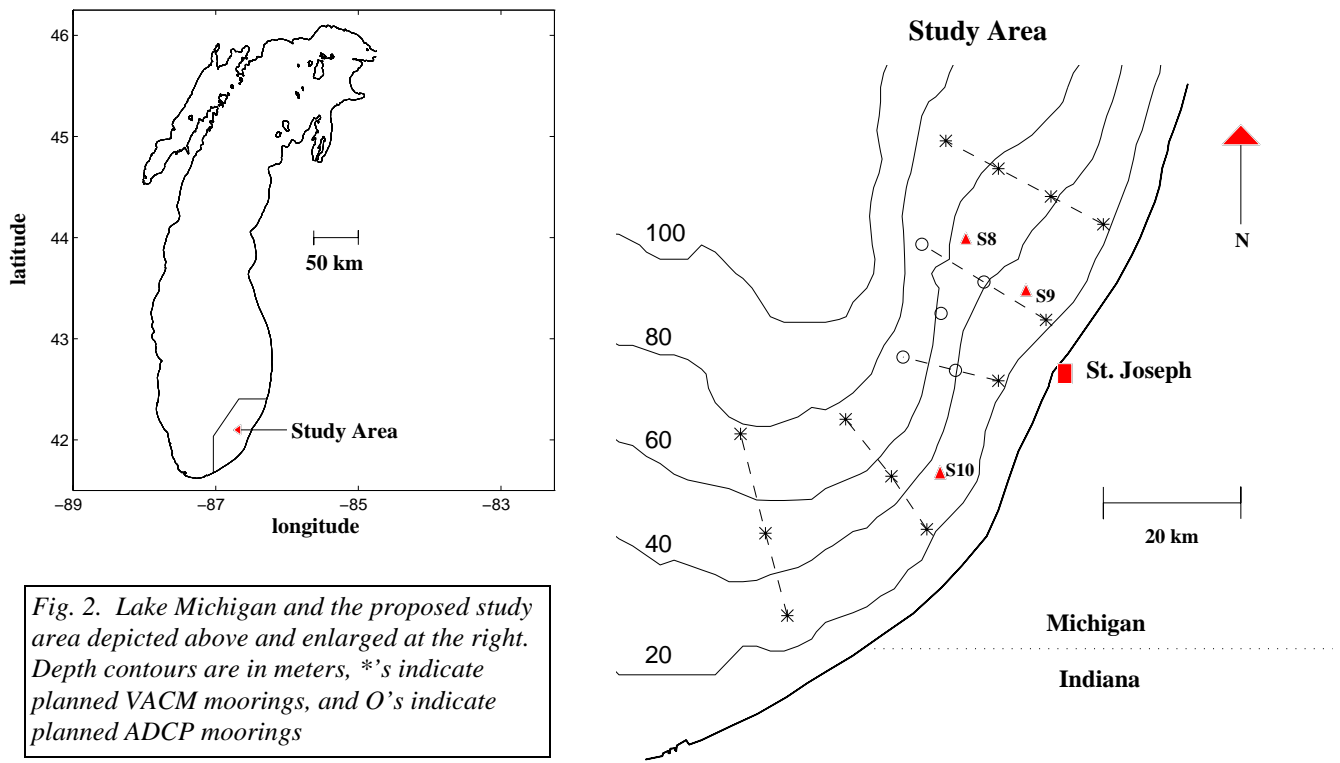 46
45
44
43
42
latitude
−89
−87
−85
−83
longitude
50 km
Study Area
Fig. 2. Lake Michigan and the proposed study
area depicted above and enlarged at the right.
Depth contours are in meters, *'s indicate
planned VACM moorings, and O's indicate
planned ADCP moorings
Study Area
N
100
80
60
40
20
S8
S9
S10
St. Joseph
20 km
Michigan
Indiana